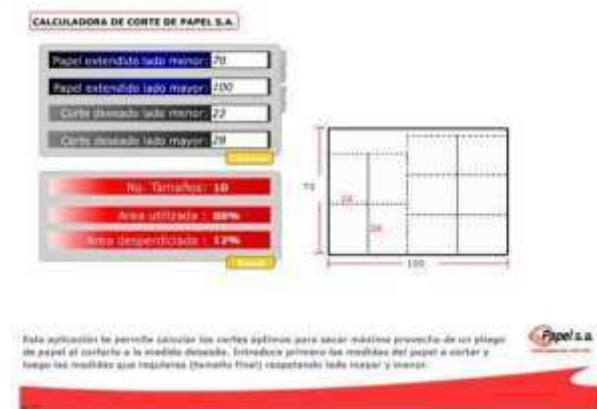 CALCULADORA DE CORTE DE PAPEL S.A.
Papel extendido lado menor: 70
Papel extendido lado mayor: 100
Corte deseado lado menor: 22
Corte deseado lado mayor: 28
No. Tamaños: 10
Area utilizada : 88%
Area desperdiciada : 12%
70
28
100
Esta aplicación le permite calcular los cortes óptimos para sacar máximo provecho de un pliego
de papel al cortarlo a la medida deseada. Introduce primero las medidas del papel a cortar y
luego las medidas que requieras (tamaño final) respetando lado mayor y menor.
Papel s.a.